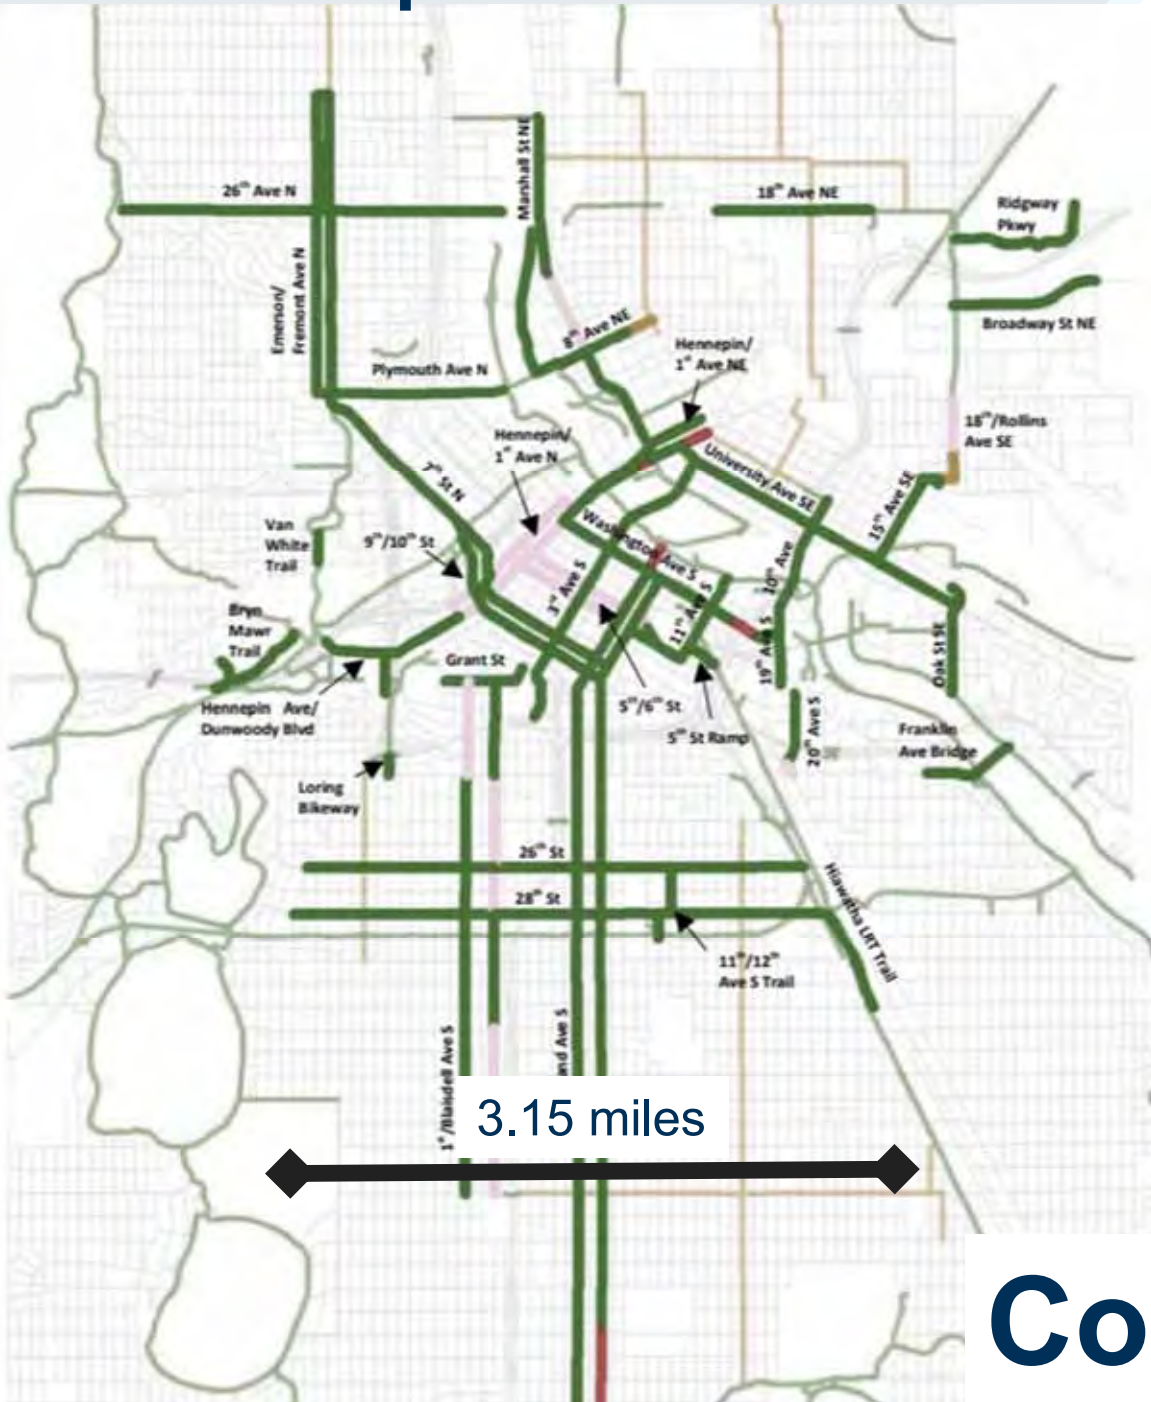 Marshall St NE
26th Ave N
18th Ave NE
Ridgway
Pkwy
Emerson/
Fremont Ave N
8th Ave NE
Broadway St NE
Hennepin/
1st Ave NE
Plymouth Ave N
18th/Rollins
Ave SE
Hennepin/
1st Ave N
7th St N
University Ave SE
15th Ave SE
Van
White
Trail
9th/10th St
Washington Ave S
3rd Ave S
10th Ave
11th Ave S
Bryn
Mawr
Trail
19th Ave S
Oak St SE
Grant St
5th/6th St
Hennepin Ave/
Dunwoody Blvd
5th St Ramp
20th Ave S
Franklin
Ave Bridge
Loring
Bikeway
26th St
28th St
Hiawatha LRT Trail
11th/12th
Ave S Trail
1st/Blaisdell Ave S
and Ave S
3.15 miles
Co